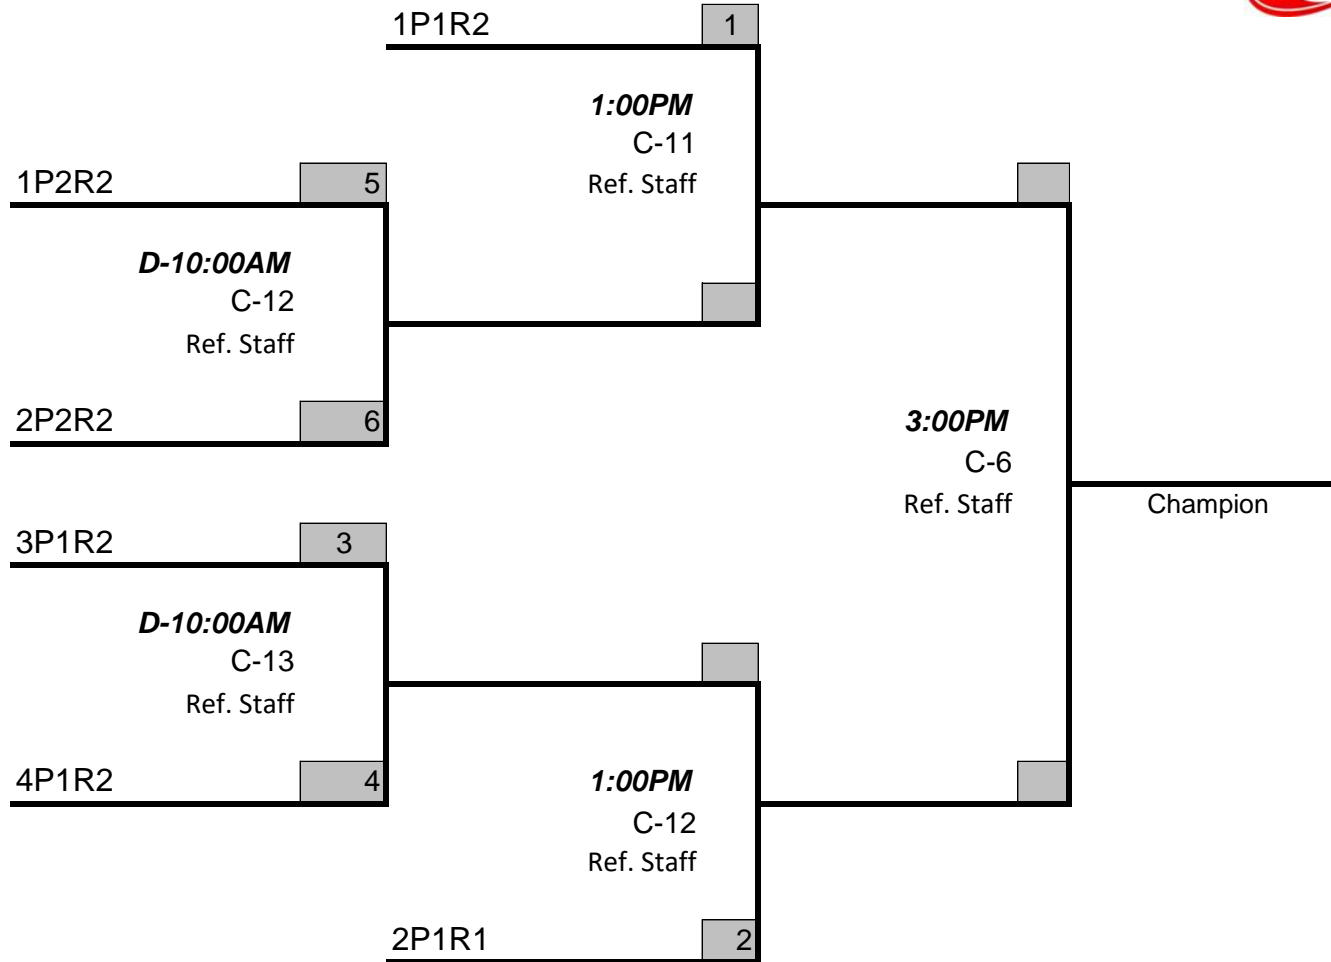 1P1R2 1
1:00PM
C-11
Ref. Staff
1P2R2 5
D-10:00AM
C-12
Ref. Staff
2P2R2 6
3:00PM
C-6
Ref. Staff
Champion
3P1R2 3
D-10:00AM
C-13
Ref. Staff
4P1R2 4
1:00PM
C-12
Ref. Staff
2P1R1 2